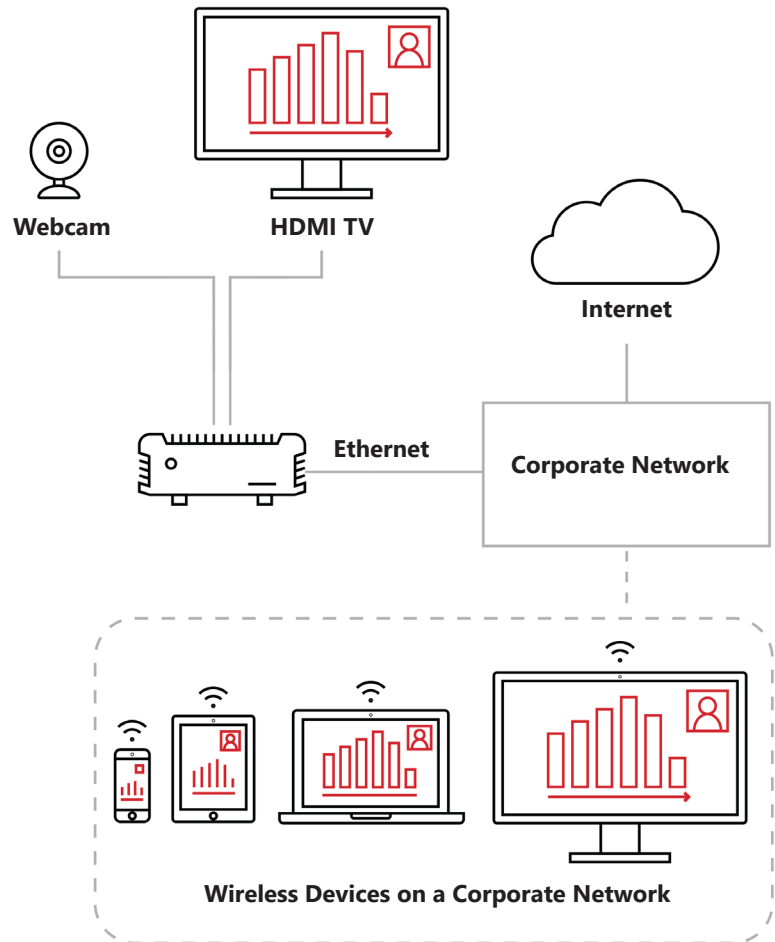 Webcam
HDMI TV
Internet
Ethernet
Corporate Network
Wireless Devices on a Corporate Network